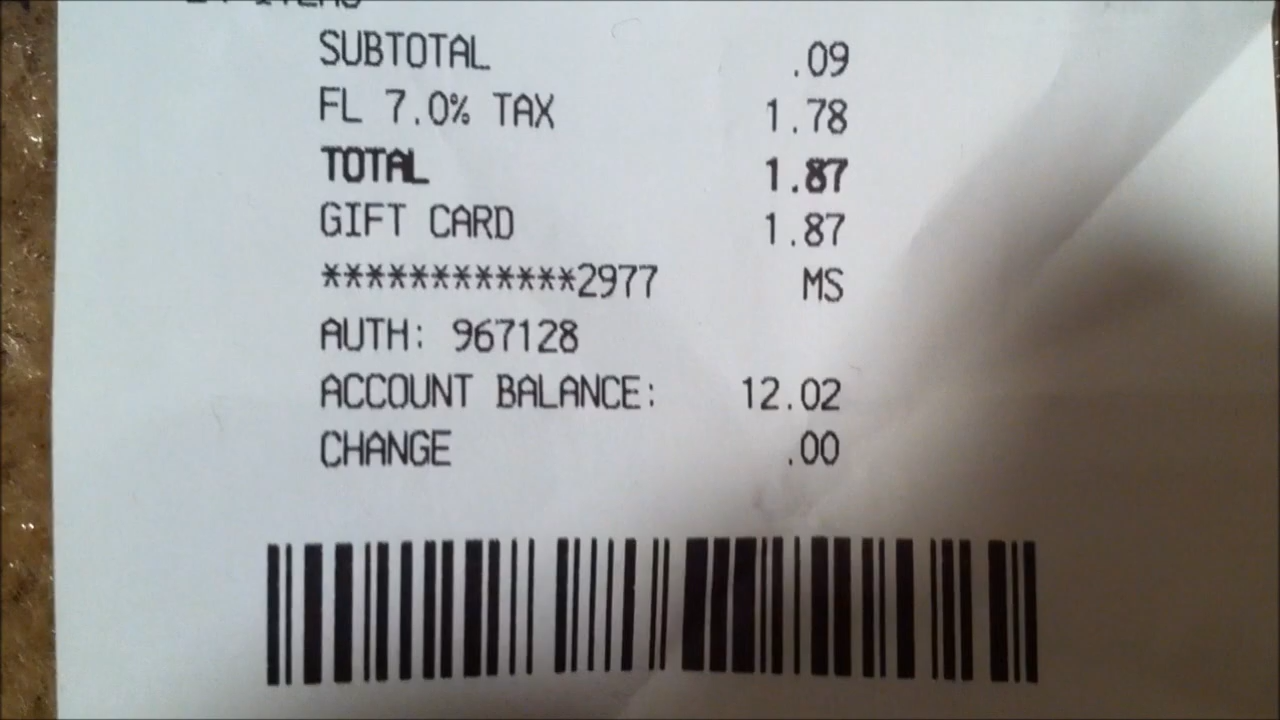 ITEMS
SUBTOTAL .09
FL 7.0% TAX 1.78
TOTAL 1.87
GIFT CARD 1.87
************2977 MS
AUTH: 967128
ACCOUNT BALANCE: 12.02
CHANGE .00